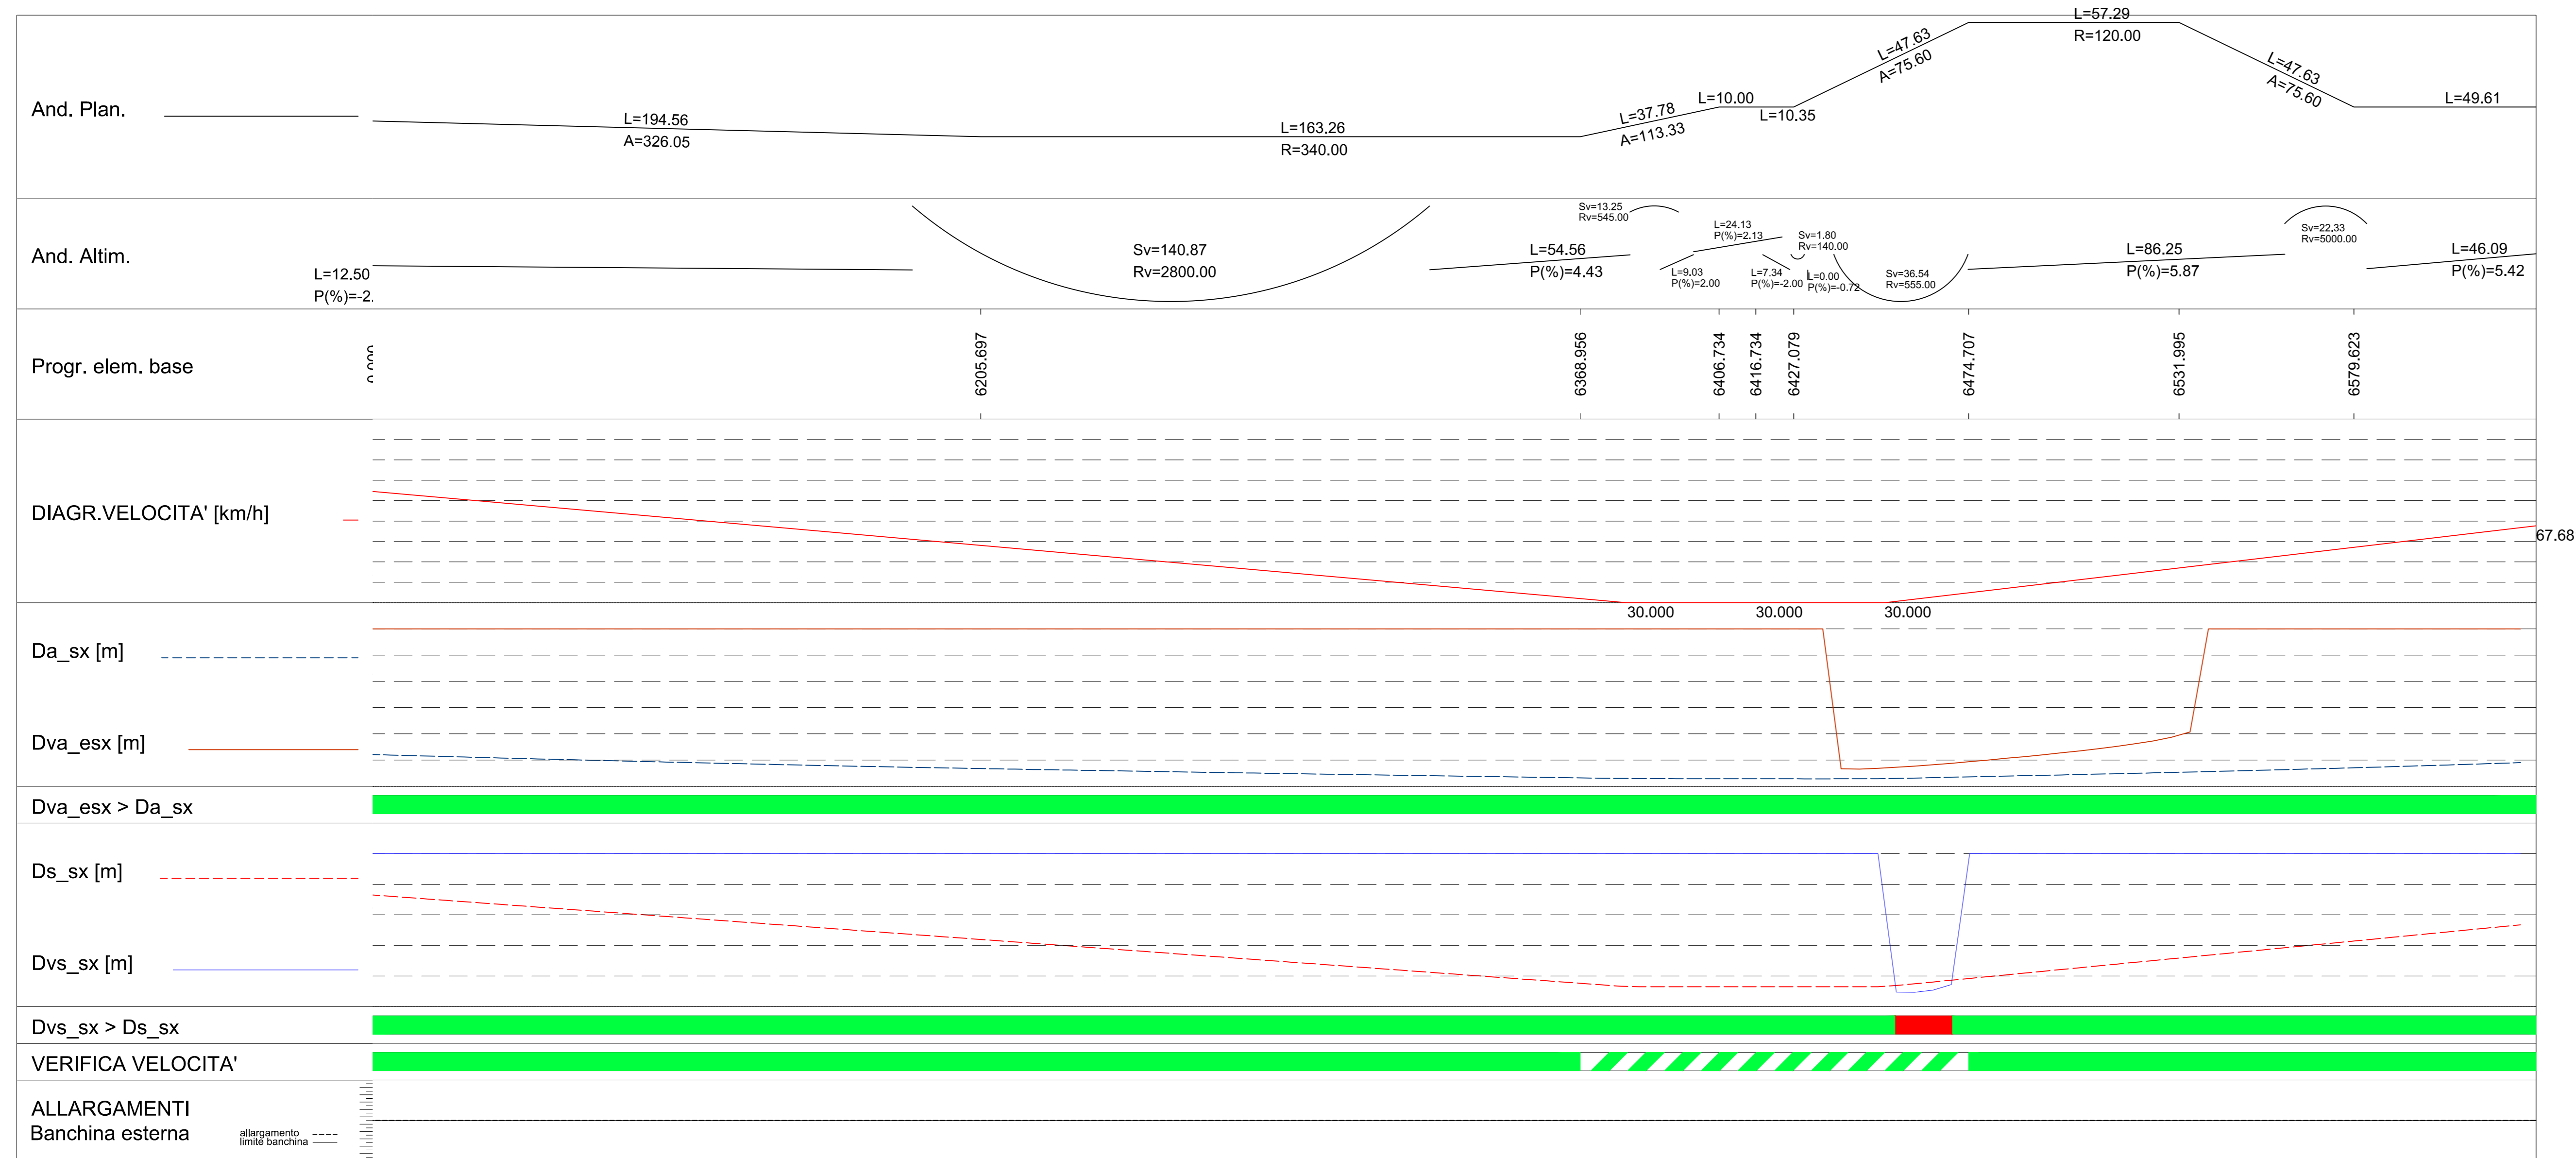 And. Plan.
L=194.56
A=326.05
L=163.26
R=340.00
L=37.78
A=113.33
L=10.00
L=10.35
L=47.63
A=75.60
L=57.29
R=120.00
L=47.63
A=75.60
L=49.61
And. Altim.
L=12.50
P(%)=-2.
Sv=140.87
Rv=2800.00
L=54.56
P(%)=4.43
Sv=13.25
Rv=545.00
L=9.03
P(%)=2.00
L=24.13
P(%)=2.13
L=7.34
P(%)=-2.00
Sv=1.80
Rv=140.00
L=0.00
P(%)=-0.72
Sv=36.54
Rv=555.00
L=86.25
P(%)=5.87
Sv=22.33
Rv=5000.00
L=46.09
P(%)=5.42
Progr. elem. base
6205.697
6368.956
6406.734
6416.734
6427.079
6474.707
6531.995
6579.623
DIAGR.VELOCITA' [km/h]
67.68
30.000
30.000
30.000
Da_sx [m]
Dva_esx [m]
Dva_esx > Da_sx
Ds_sx [m]
Dvs_sx [m]
Dvs_sx > Ds_sx
VERIFICA VELOCITA'
ALLARGAMENTI
Banchina esterna
allargamento
limite banchina